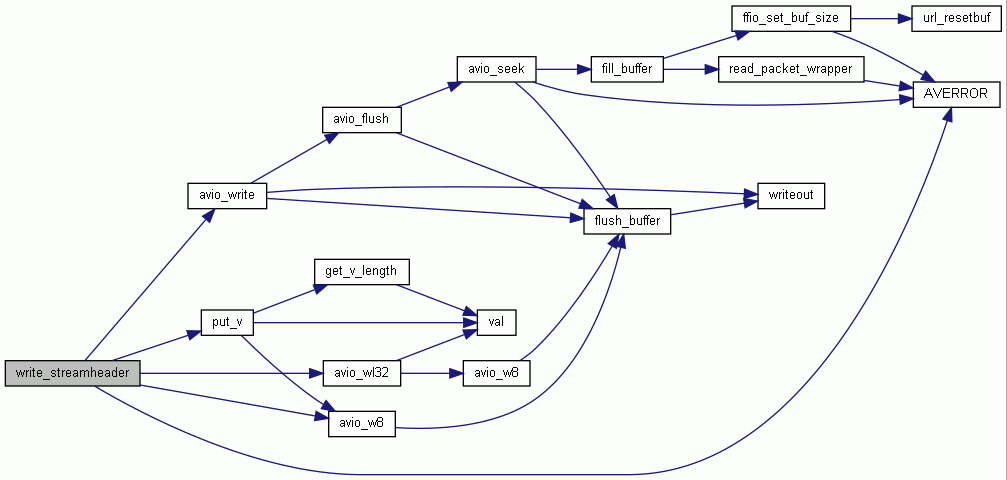 ffio_set_buf_size
url_resetbuf
avio_seek
fill_buffer
read_packet_wrapper
AVERROR
avio_flush
avio_write
writeout
flush_buffer
get_v_length
put_v
val
write_streamheader
avio_wl32
avio_w8
avio_w8